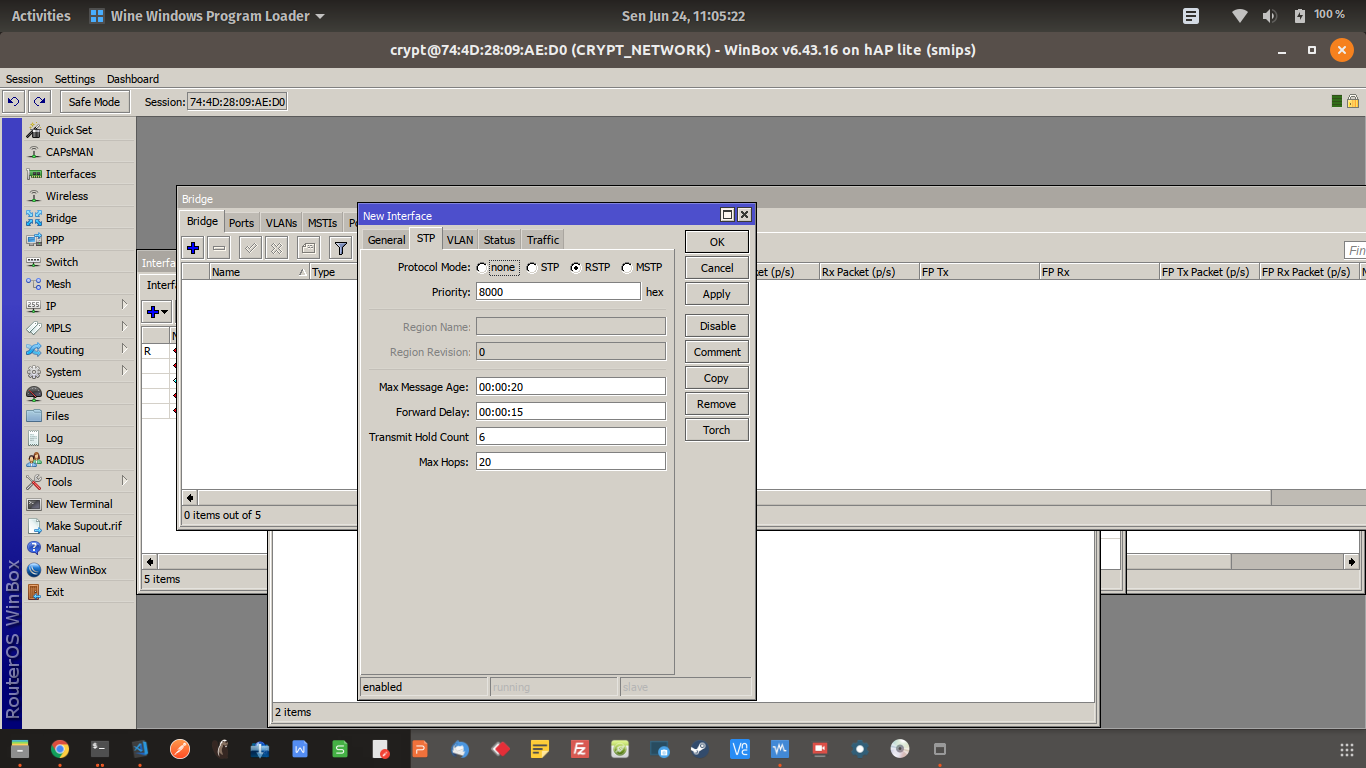 Activities Wine Windows Program Loader Sen Jun 24, 11:05:22 100 %
crypt@74:4D:28:09:AE:D0 (CRYPT_NETWORK) - WinBox v6.43.16 on hAP lite (smips)
Session Settings Dashboard
Safe Mode Session: 74:4D:28:09:AE:D0
Quick Set
CAPsMAN
Interfaces
Wireless
Bridge
PPP
Switch
Mesh
IP
MPLS
Routing
System
Queues
Files
Log
RADIUS
Tools
New Terminal
Make Supout.rif
Manual
New WinBox
Exit
RouterOS WinBox
R
5 items
Bridge
Bridge Ports VLANs MSTIs
Name Type
Rx Packet (p/s) FP Tx FP Rx FP Tx Packet (p/s) FP Rx Packet (p/s)
0 items out of 5
New Interface
General STP VLAN Status Traffic
Protocol Mode: none STP RSTP MSTP
Priority: 8000 hex
Region Name:
Region Revision: 0
Max Message Age: 00:00:20
Forward Delay: 00:00:15
Transmit Hold Count 6
Max Hops: 20
OK
Cancel
Apply
Disable
Comment
Copy
Remove
Torch
enabled running slave
2 items